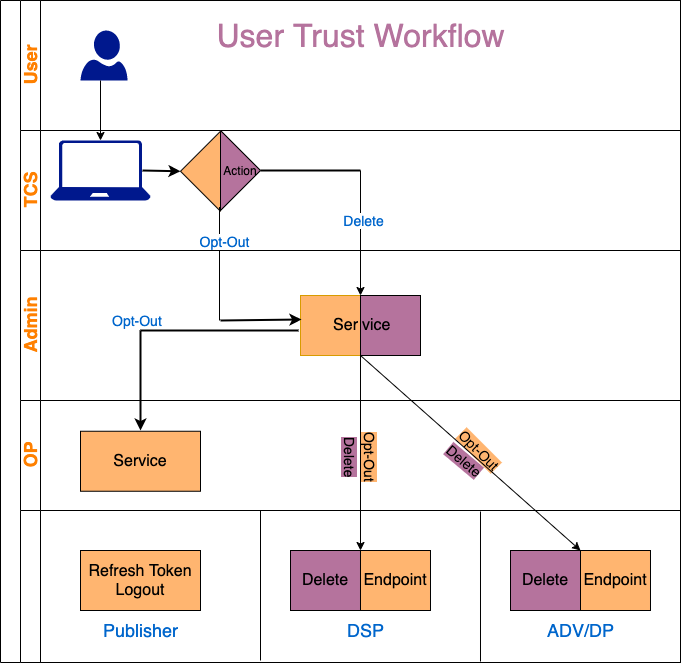 User Trust Workflow
User
TCS
Action
Opt-Out
Delete
Admin
Service
Opt-Out
OP
Service
Delete
Opt-Out
Opt-Out
Delete
Refresh Token
Logout
Delete
Endpoint
Delete
Endpoint
Publisher
DSP
ADV/DP